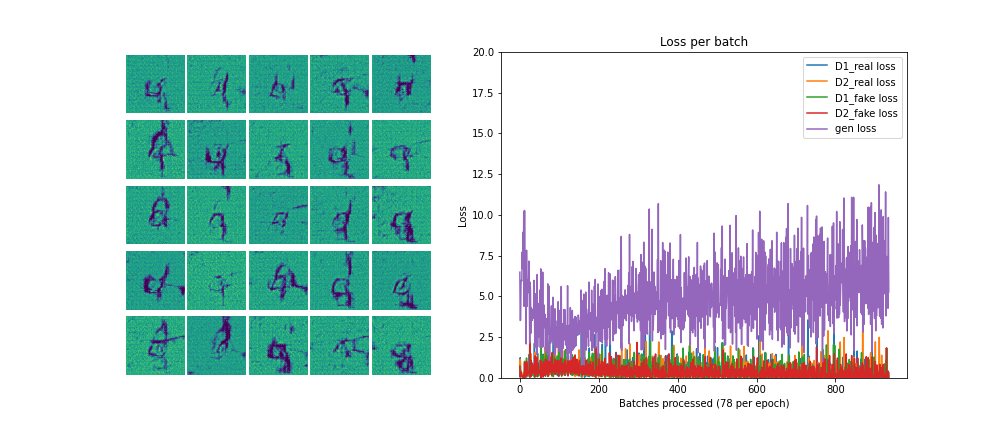 Loss per batch
20.0
17.5
15.0
12.5
10.0
7.5
5.0
2.5
0.0
Loss
D1_real loss
D2_real loss
D1_fake loss
D2_fake loss
gen loss
0 200 400 600 800
Batches processed (78 per epoch)